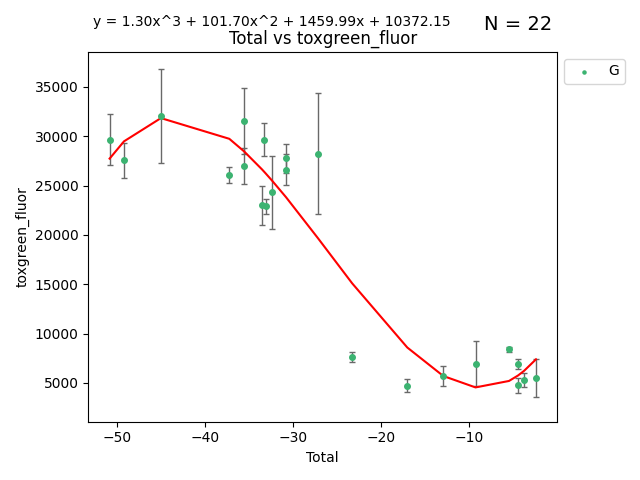 y = 1.30x^3 + 101.70x^2 + 1459.99x + 10372.15
N = 22
Total vs toxgreen_fluor
G
35000
30000
25000
20000
15000
10000
5000
toxgreen_fluor
−50 −40 −30 −20 −10
Total